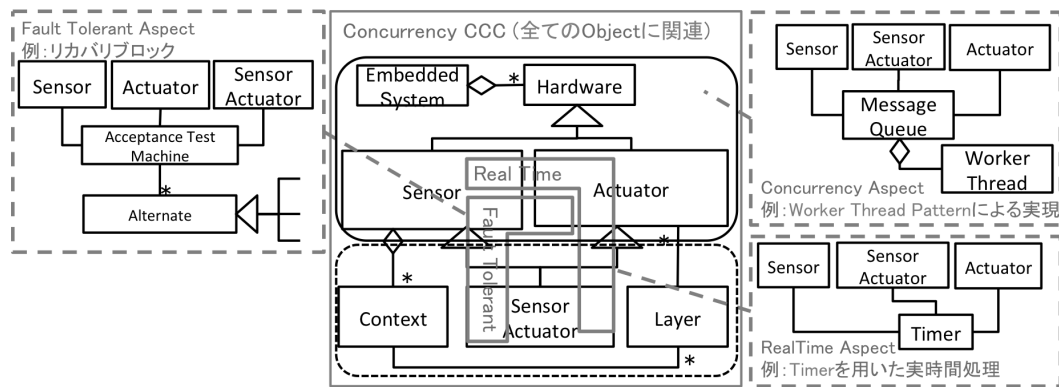 Fault Tolerant Aspect
例：リカバリブロック
Sensor
Actuator
Sensor
Actuator
Acceptance Test
Machine
*
Alternate
Concurrency CCC (全てのObjectに関連)
Embedded
System
*
Hardware
Sensor
Real Time
Actuator
Fault Tolerant
*
*
Context
Sensor
Actuator
Layer
*
Sensor
Sensor
Actuator
Actuator
Message
Queue
Worker
Thread
Concurrency Aspect
例：Worker Thread Patternによる実現
Sensor
Sensor
Actuator
Actuator
Timer
RealTime Aspect
例：Timerを用いた実時間処理